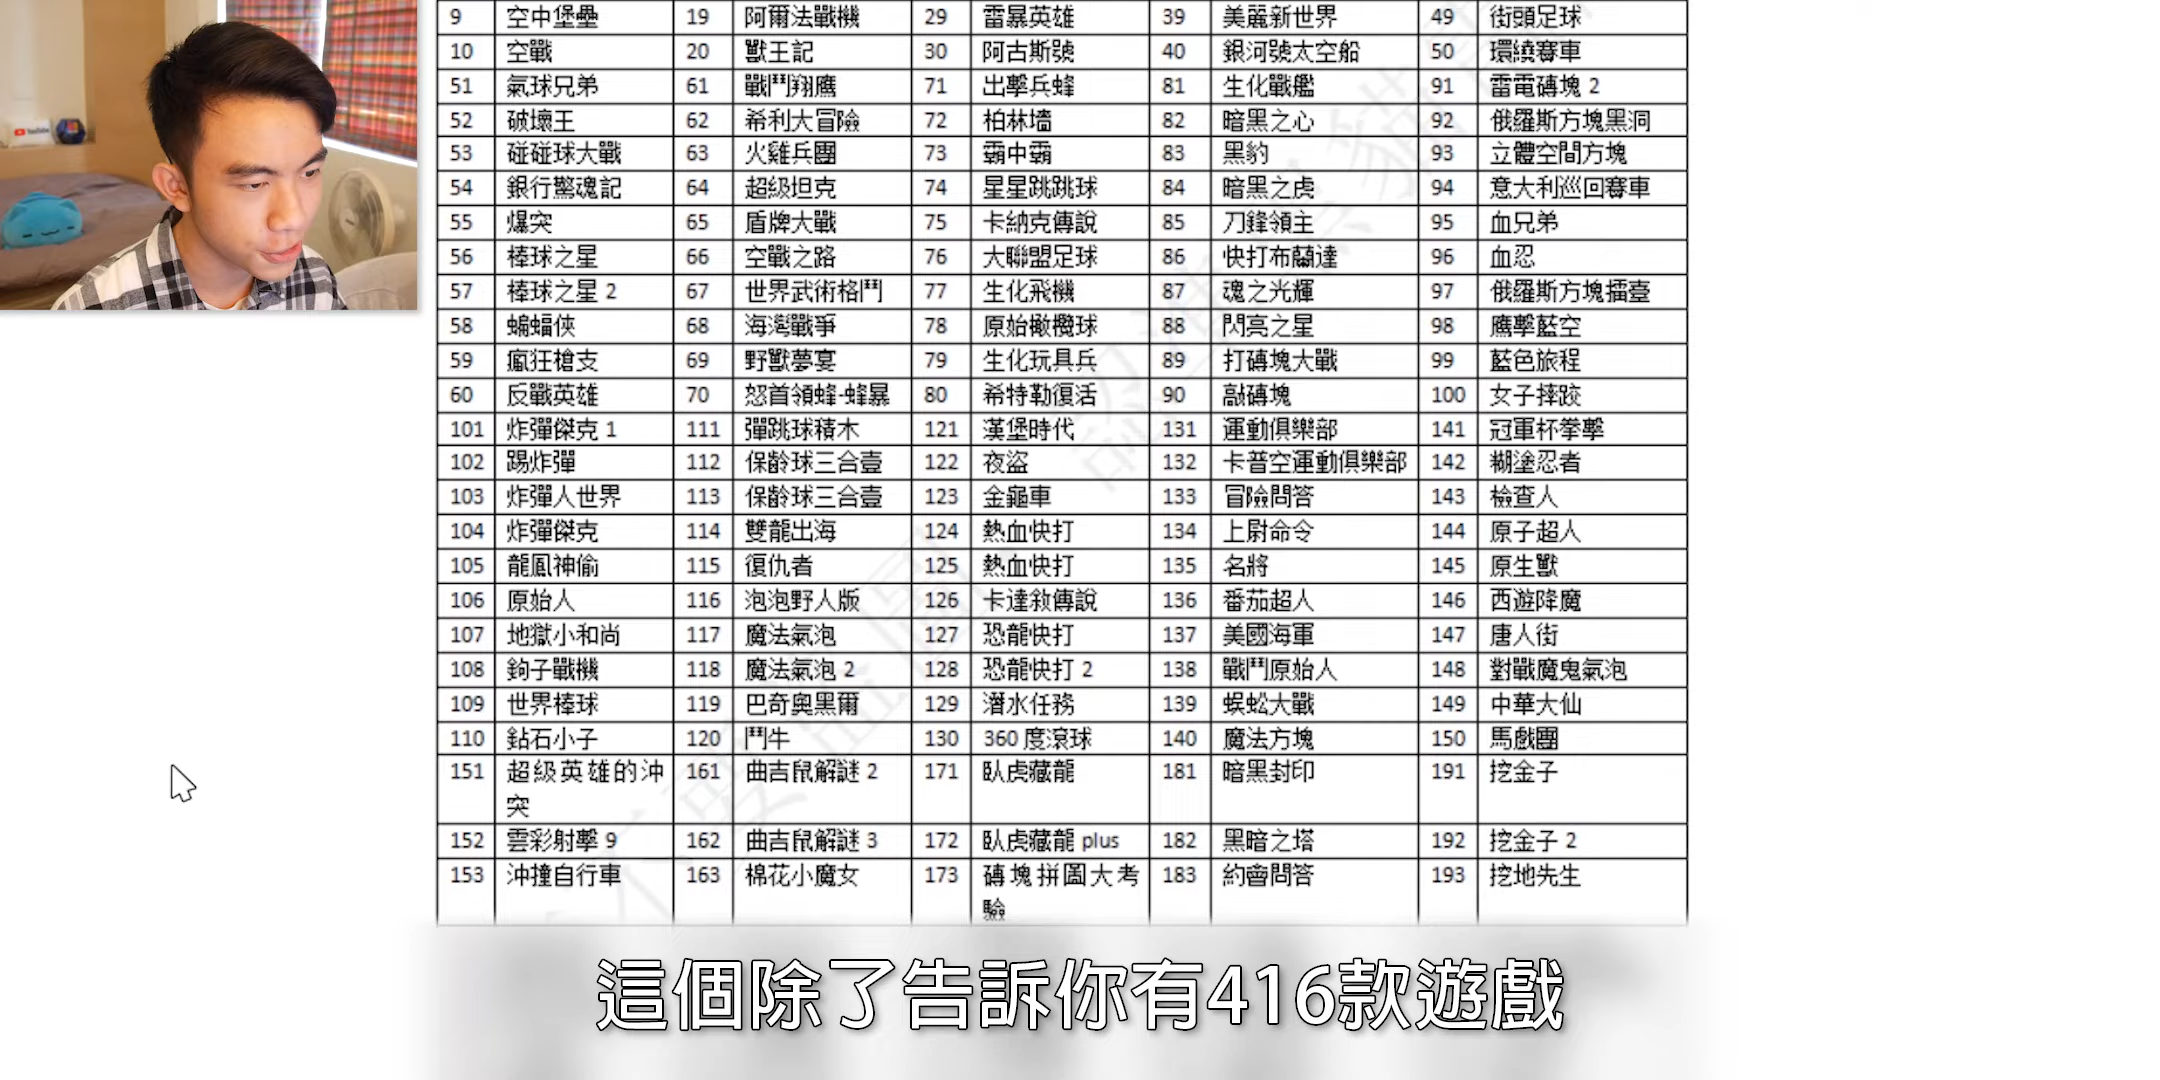 9 空中堡壘 19 阿爾法戰機 29 雷暴英雄 39 美麗新世界 49 街頭足球
10 空戰 20 獸王記 30 阿古斯號 40 銀河號太空船 50 環繞賽車
51 氣球兄弟 61 戰鬥翔鷹 71 出擊兵蜂 81 生化戰艦 91 雷電磚塊 2
52 破壞王 62 希利大冒險 72 柏林墻 82 暗黑之心 92 俄羅斯方塊黑洞
53 碰碰球大戰 63 火雞兵團 73 霸中霸 83 黑豹 93 立體空間方塊
54 銀行驚魂記 64 超級坦克 74 星星跳跳球 84 暗黑之虎 94 意大利巡回賽車
55 爆突 65 盾牌大戰 75 卡納克傳說 85 刀鋒領主 95 血兄弟
56 棒球之星 66 空戰之路 76 大聯盟足球 86 快打布蘭達 96 血忍
57 棒球之星 2 67 世界武術格鬥 77 生化飛機 87 魂之光輝 97 俄羅斯方塊擂臺
58 蝙蝠俠 68 海灣戰爭 78 原始橄欖球 88 閃亮之星 98 鷹擊藍空
59 瘋狂槍支 69 野獸夢宴 79 生化玩具兵 89 打磚塊大戰 99 藍色旅程
60 反戰英雄 70 怒首領蜂-蜂暴 80 希特勒復活 90 敲磚塊 100 女子摔跤
101 炸彈傑克 1 111 彈跳球積木 121 漢堡時代 131 運動俱樂部 141 冠軍杯拳擊
102 踢炸彈 112 保齡球三合壹 122 夜盜 132 卡普空運動俱樂部 142 糊塗忍者
103 炸彈人世界 113 保齡球三合壹 123 金龜車 133 冒險問答 143 檢查人
104 炸彈傑克 114 雙龍出海 124 熱血快打 134 上尉命令 144 原子超人
105 龍鳳神偷 115 復仇者 125 熱血快打 135 名將 145 原生獸
106 原始人 116 泡泡野人版 126 卡達敘傳說 136 番茄超人 146 西遊降魔
107 地獄小和尚 117 魔法氣泡 127 恐龍快打 137 美國海軍 147 唐人街
108 鉤子戰機 118 魔法氣泡 2 128 恐龍快打 2 138 戰鬥原始人 148 對戰魔鬼氣泡
109 世界棒球 119 巴奇奧黑爾 129 潛水任務 139 蜈蚣大戰 149 中華大仙
110 鉆石小子 120 鬥牛 130 360 度滾球 140 魔法方塊 150 馬戲團
151 超級英雄的沖突 161 曲吉鼠解謎 2 171 臥虎藏龍 181 暗黑封印 191 挖金子
152 雲彩射擊 9 162 曲吉鼠解謎 3 172 臥虎藏龍 plus 182 黑暗之塔 192 挖金子 2
153 沖撞自行車 163 棉花小魔女 173 磚塊拼圖大考驗 183 約會問答 193 挖地先生
這個除了告訴你有416款遊戲